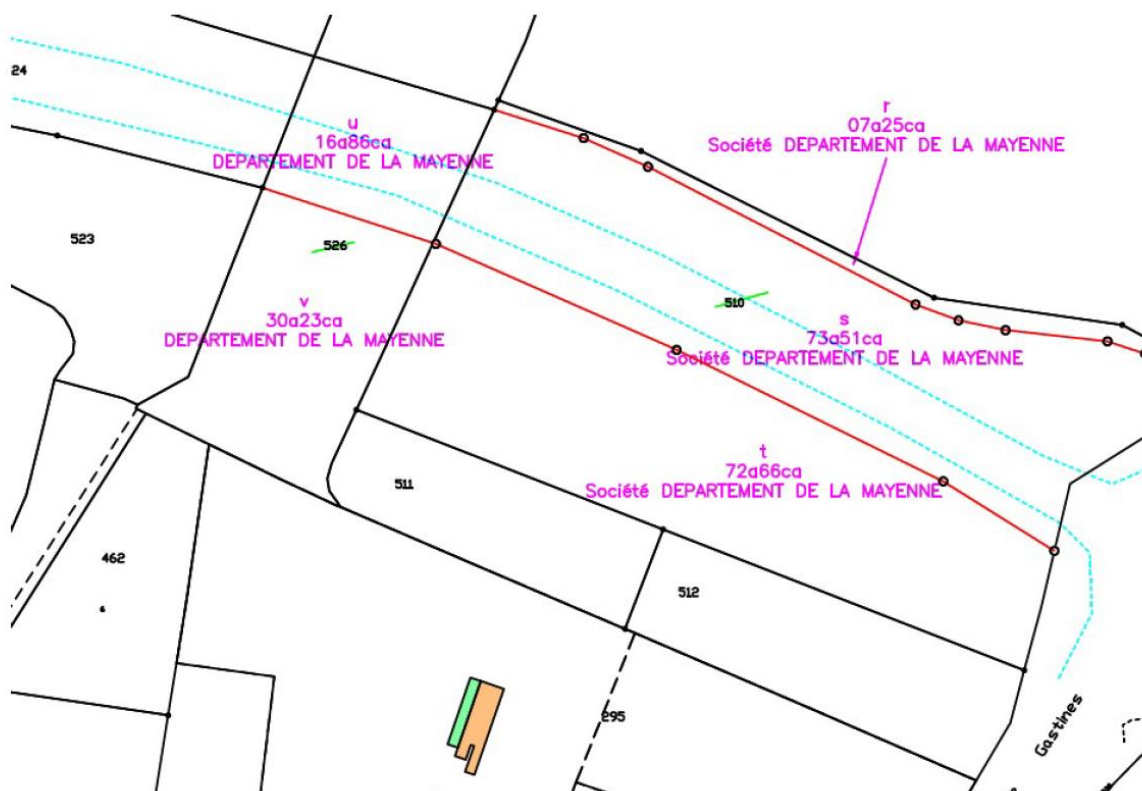 24
r
07a25ca
Société DEPARTEMENT DE LA MAYENNE
u
16a86ca
DEPARTEMENT DE LA MAYENNE
523
526
v
30a23ca
DEPARTEMENT DE LA MAYENNE
510
s
73a51ca
Société DEPARTEMENT DE LA MAYENNE
t
72a66ca
Société DEPARTEMENT DE LA MAYENNE
511
462
6
512
295
Gastines